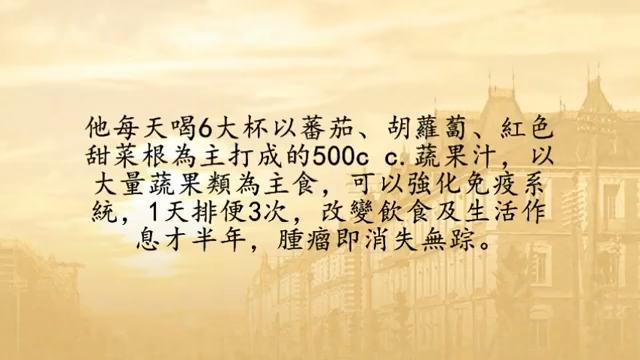 他每天喝6大杯以蕃茄、胡蘿蔔、紅色
甜菜根為主打成的500c c.蔬果汁，以
大量蔬果類為主食，可以強化免疫系
統，1天排便3次，改變飲食及生活作
息才半年，腫瘤即消失無踪。